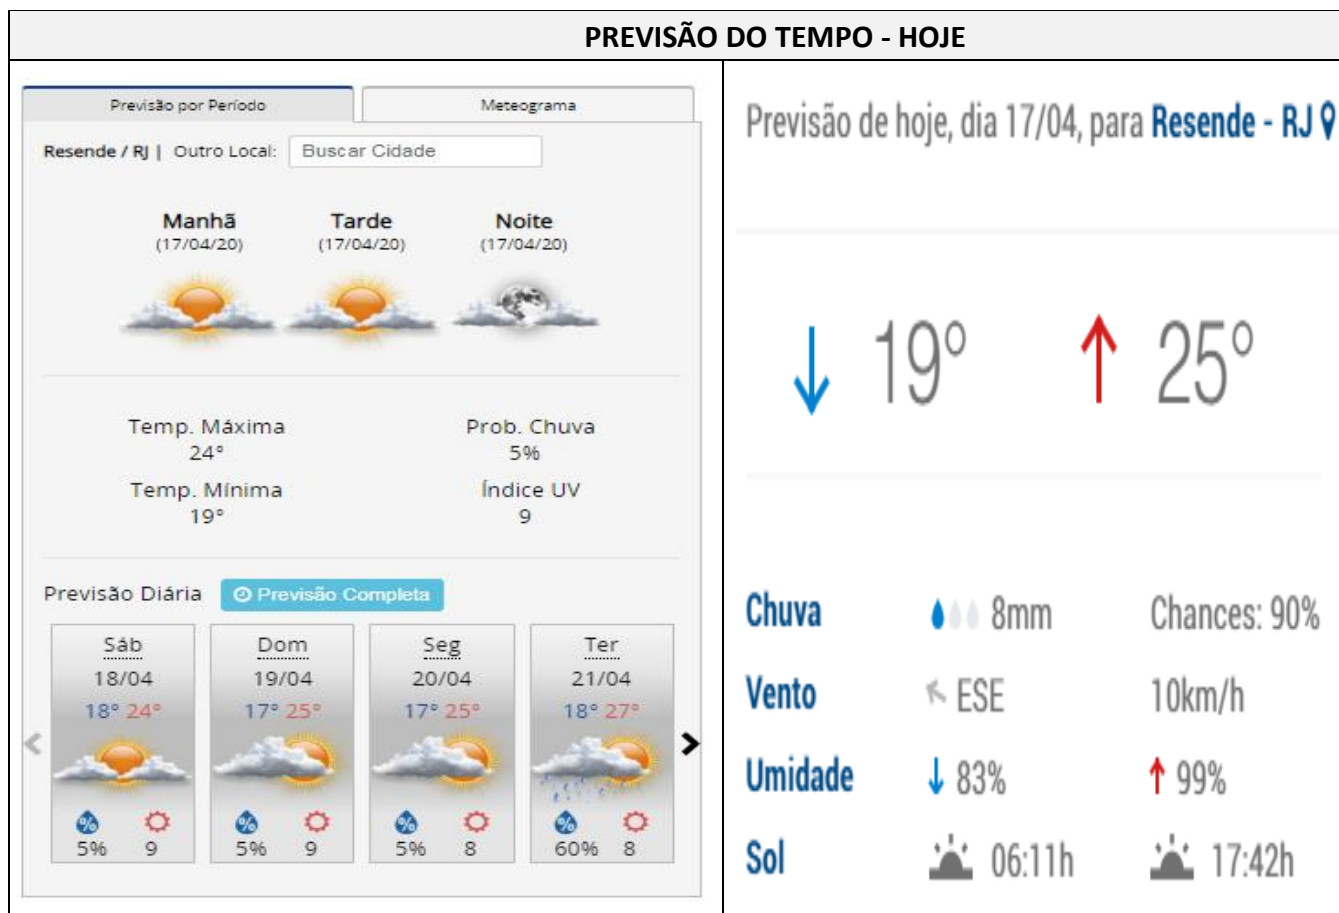 PREVISÃO DO TEMPO - HOJE
Previsão por Período Meteograma
Resende / RJ | Outro Local: Buscar Cidade
Manhã Tarde Noite
(17/04/20) (17/04/20) (17/04/20)
Temp. Máxima Prob. Chuva
24° 5%
Temp. Mínima Índice UV
19° 9
Previsão Diária Previsão Completa
Sáb Dom Seg Ter
18/04 19/04 20/04 21/04
18° 24° 17° 25° 17° 25° 18° 27°
% % % %
5% 9 5% 9 5% 8 60% 8
Previsão de hoje, dia 17/04, para Resende - RJ
19° 25°
Chuva 8mm Chances: 90%
Vento ESE 10km/h
Umidade 83% 99%
Sol 06:11h 17:42h